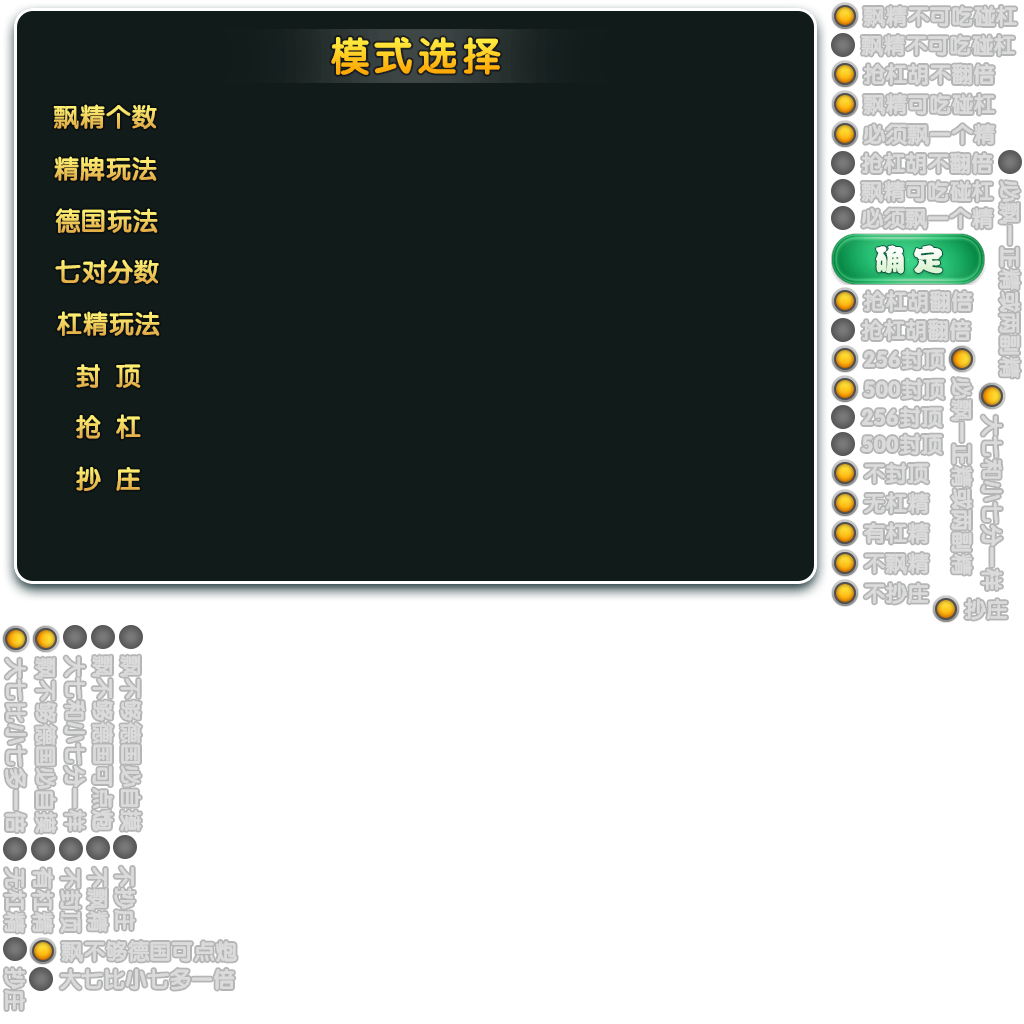 模式选择
飘精个数
精牌玩法
德国玩法
七对分数
杠精玩法
封 顶
抢 杠
抄 庄
飘精不可吃碰杠
飘精不可吃碰杠
抢杠胡不翻倍
飘精可吃碰杠
必须飘一个精
抢杠胡不翻倍
飘精可吃碰杠
必须飘一个精
必飘一正精或两副精
确定
抢杠胡翻倍
抢杠胡翻倍
256封顶
500封顶
256封顶
500封顶
不封顶
无杠精
有杠精
不飘精
不抄庄
必飘一正精或两副精
大七和小七分一样
抄庄
大七比小七多一倍
飘不够德国必自摸
大七和小七分一样
飘不够德国可点炮
飘不够德国必自摸
无杠精
有杠精
不封顶
不飘精
不抄庄
抄庄
飘不够德国可点炮
大七比小七多一倍